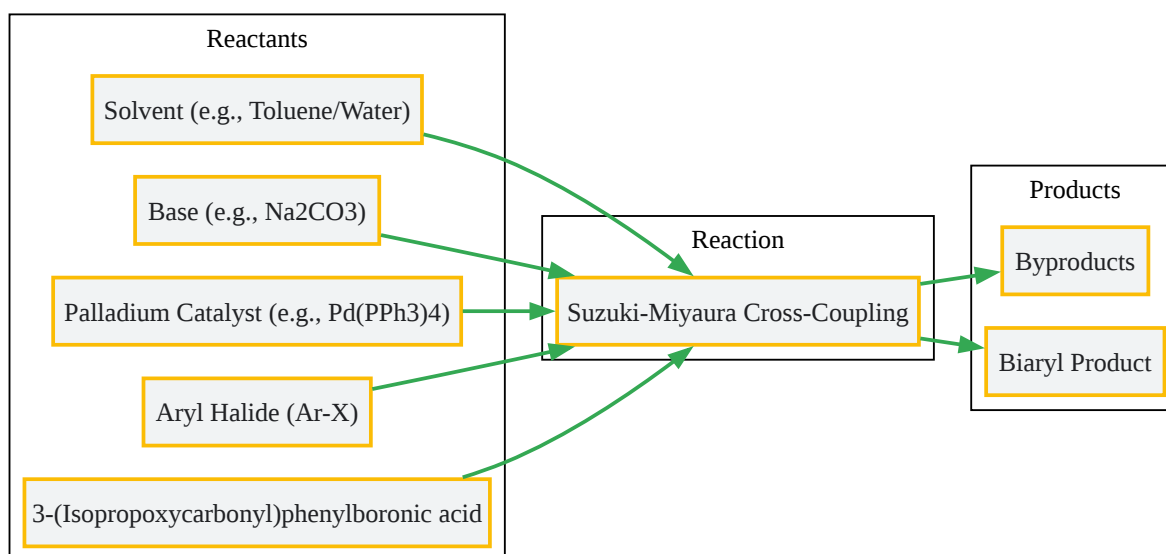 Reactants
Solvent (e.g., Toluene/Water)
Base (e.g., Na2CO3)
Palladium Catalyst (e.g., Pd(PPh3)4)
Aryl Halide (Ar-X)
3-(Isopropoxycarbonyl)phenylboronic acid
Reaction
Suzuki-Miyaura Cross-Coupling
Products
Byproducts
Biaryl Product